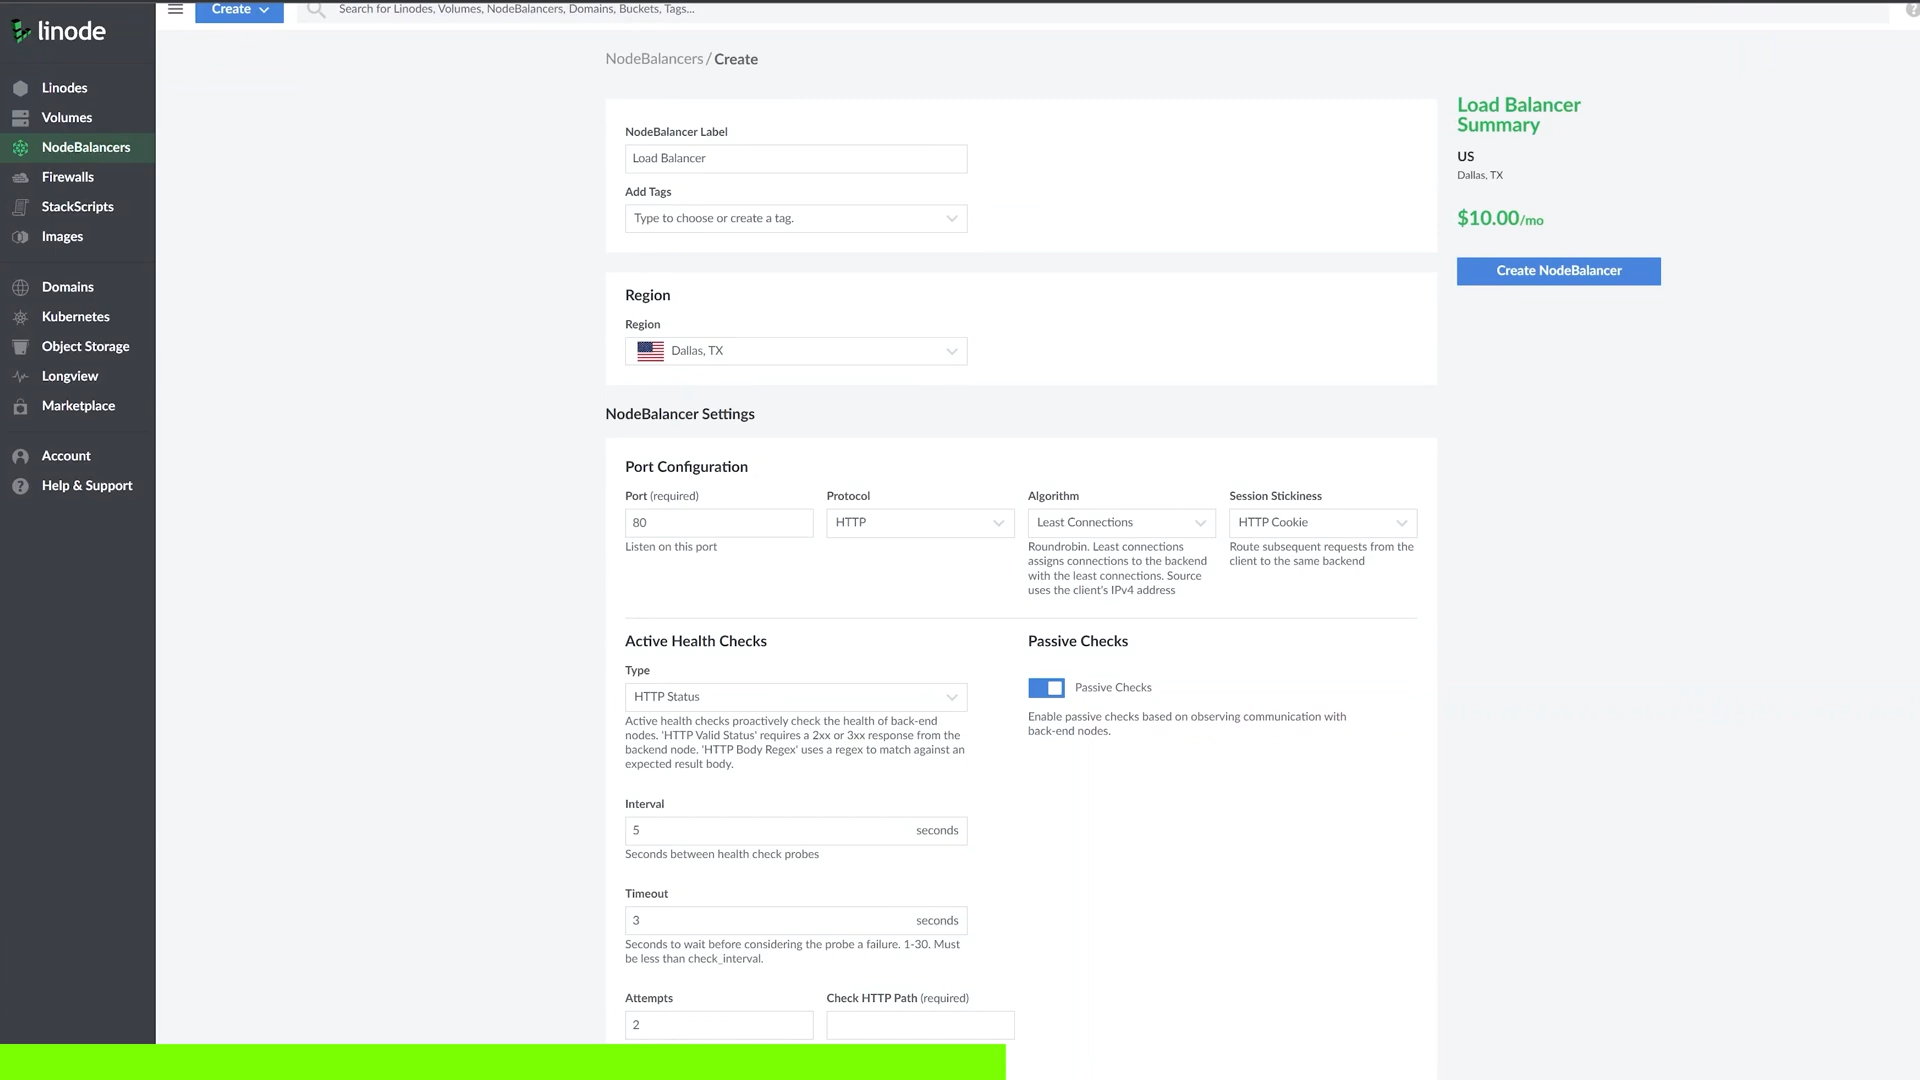 Create
Search for Linodes, Volumes, NodeBalancers, Domains, Buckets, Tags...
linode
Linodes
Volumes
NodeBalancers
Firewalls
StackScripts
Images
Domains
Kubernetes
Object Storage
Longview
Marketplace
Account
Help & Support
NodeBalancers / Create
NodeBalancer Label
Load Balancer
Add Tags
Type to choose or create a tag.
Region
Region
Dallas, TX
NodeBalancer Settings
Port Configuration
Port (required)
80
Listen on this port
Protocol
HTTP
Algorithm
Least Connections
Roundrobin. Least connections
assigns connections to the backend
with the least connections. Source
uses the client's IPv4 address
Session Stickiness
HTTP Cookie
Route subsequent requests from the
client to the same backend
Active Health Checks
Type
HTTP Status
Active health checks proactively check the health of back-end
nodes. 'HTTP Valid Status' requires a 2xx or 3xx response from the
backend node. 'HTTP Body Regex' uses a regex to match against an
expected result body.
Interval
5 seconds
Seconds between health check probes
Timeout
3 seconds
Seconds to wait before considering the probe a failure. 1-30. Must
be less than check_interval.
Attempts
2
Check HTTP Path (required)
Passive Checks
Passive Checks
Enable passive checks based on observing communication with
back-end nodes.
Load Balancer
Summary
US
Dallas, TX
$10.00/mo
Create NodeBalancer